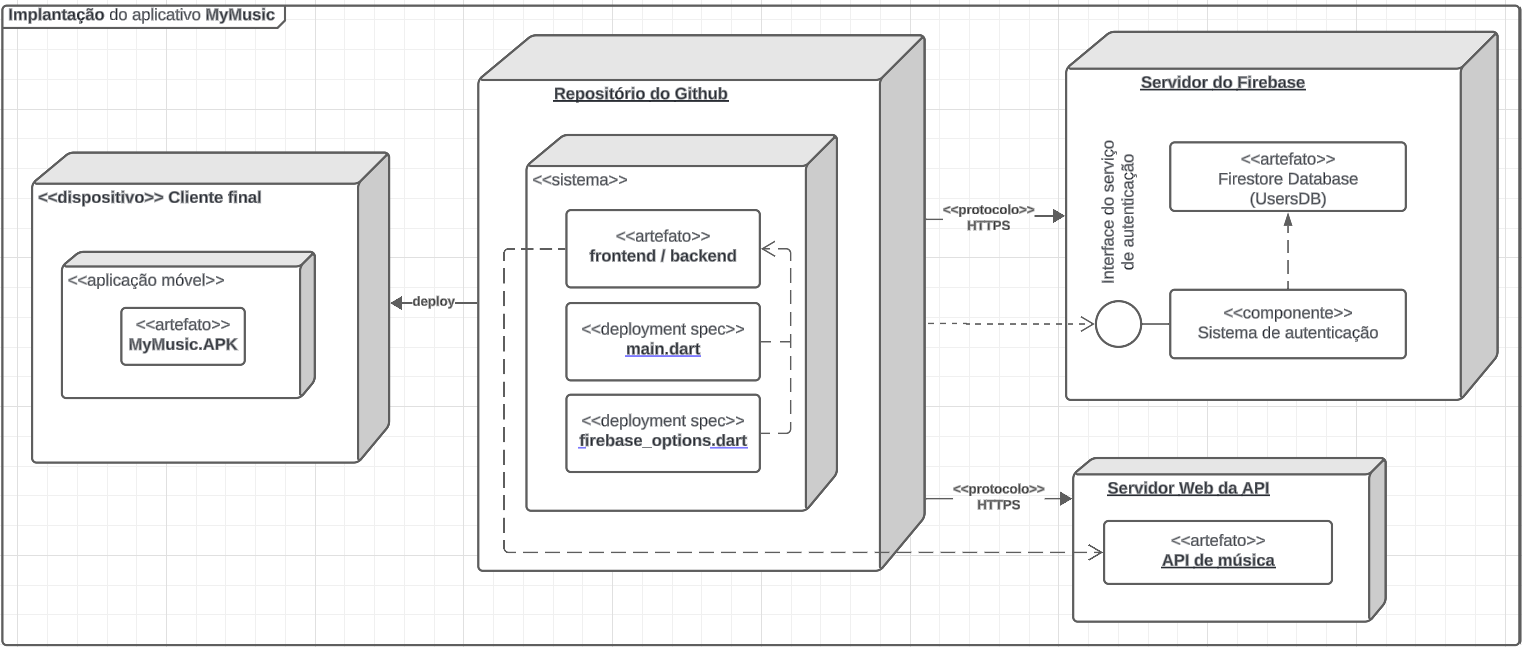 Implantação do aplicativo MyMusic
<<dispositivo>> Cliente final
<<aplicação móvel>>
<<artefato>>
MyMusic.APK
deploy
Repositório do Github
<<sistema>>
<<artefato>>
frontend / backend
<<deployment spec>>
main.dart
<<deployment spec>>
firebase_options.dart
<<protocolo>>
HTTPS
<<protocolo>>
HTTPS
Servidor do Firebase
Interface do serviço
de autenticação
<<artefato>>
Firestore Database
(UsersDB)
<<componente>>
Sistema de autenticação
Servidor Web da API
<<artefato>>
API de música